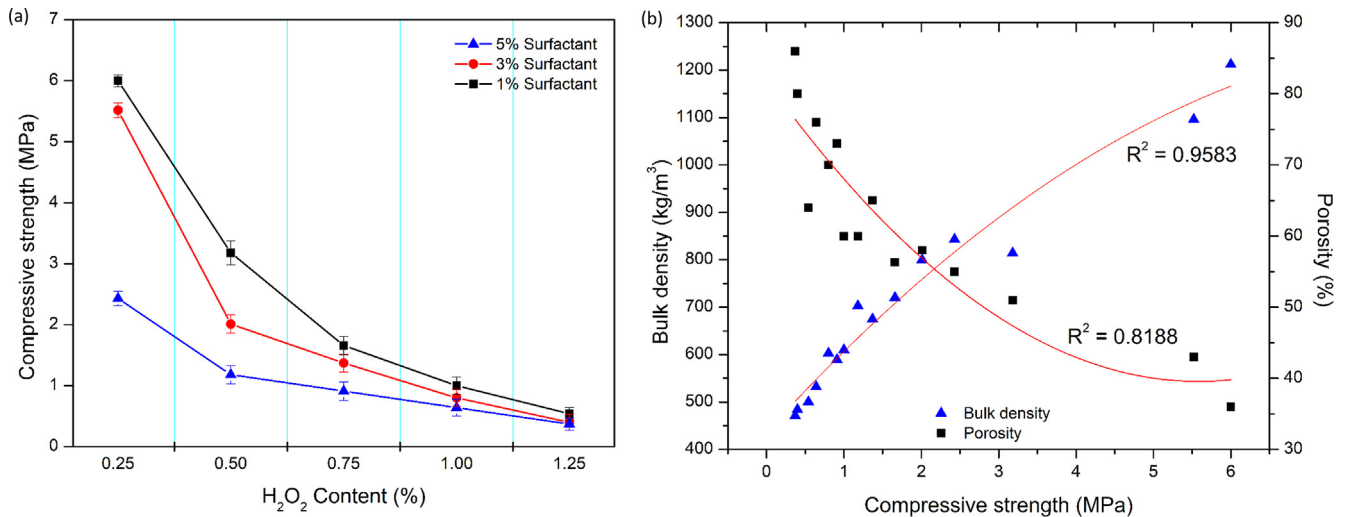 (a)
7
6
5
4
3
2
1
0
Compressive strength (MPa)
5% Surfactant
3% Surfactant
1% Surfactant
0.25 0.50 0.75 1.00 1.25
H₂O₂ Content (%)
(b)
1300
1200
1100
1000
900
800
700
600
500
400
Bulk density (kg/m³)
R² = 0.9583
R² = 0.8188
Bulk density
Porosity
90
80
70
60
50
40
30
Porosity (%)
0 1 2 3 4 5 6
Compressive strength (MPa)